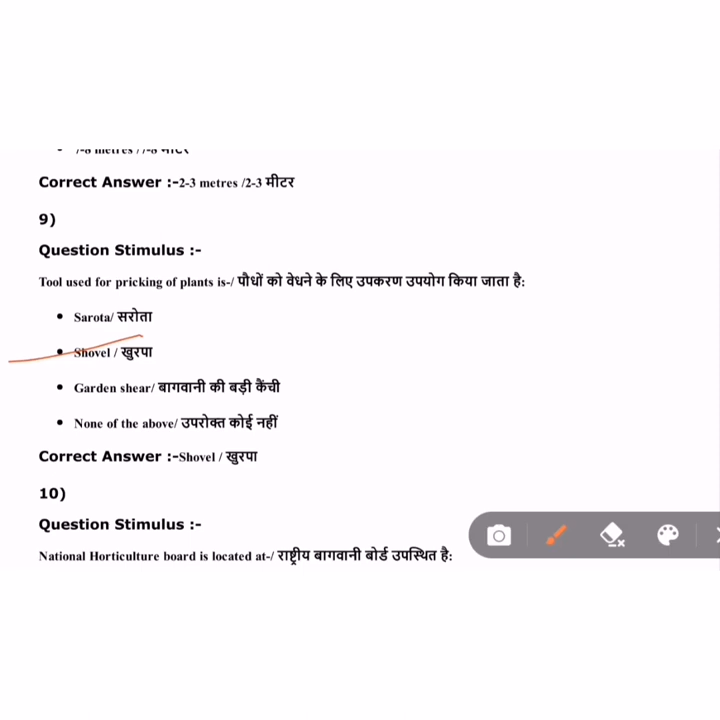 Correct Answer :-2-3 metres /2-3 मीटर
9)
Question Stimulus :-
Tool used for pricking of plants is-/ पौधों को वेधने के लिए उपकरण उपयोग किया जाता है:
• Sarota/ सरोता
• Shovel / खुरपा
• Garden shear/ बागवानी की बड़ी कैंची
• None of the above/ उपरोक्त कोई नहीं
Correct Answer :-Shovel / खुरपा
10)
Question Stimulus :-
National Horticulture board is located at-/ राष्ट्रीय बागवानी बोर्ड उपस्थित है: